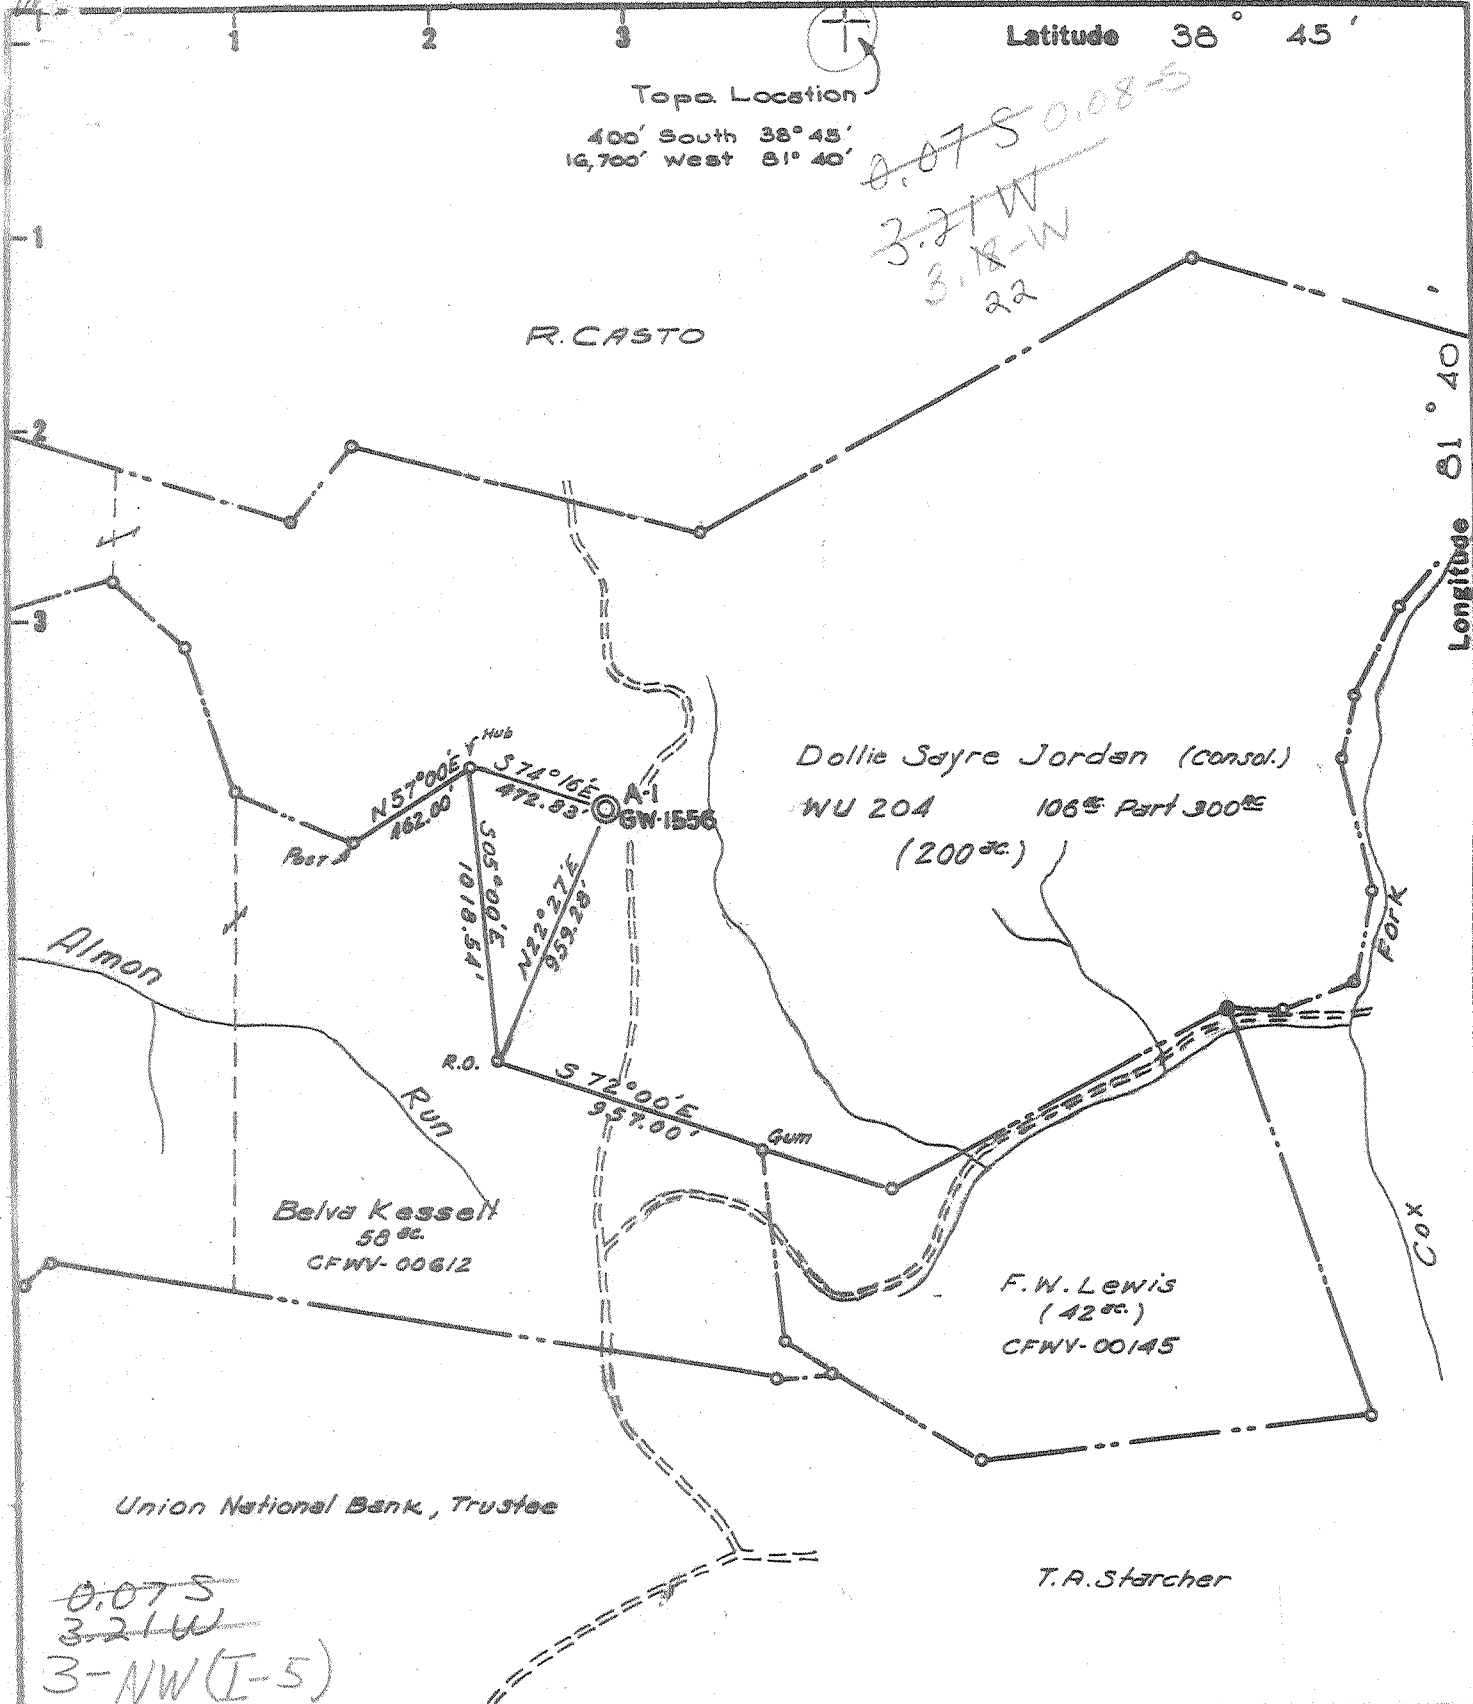 1
2
3
Latitude 38° 45'
Topo. Location
400' South 38° 45'
16,700' West 81° 40'
0.07 S 0.08-S
3.21 W
3.18-W
22
1
R. CASTO
2
Longitude 81° 40'
3
Hub
N 57°00'E
462.00'
S 74°16'E
472.83'
A-1
GW-1556
Post
S 05°00'E
1018.54'
N 22°27'E
959.28'
Dollie Sayre Jordan (Consol.)
WU 204 106 ac Part 300 ac
(200 ac.)
Almon
Run
Fork
R.O.
S 72°00'E
957.00'
Gum
Belva Kessell
58 ac.
CFWV-00612
Cox
F.W. Lewis
(42 ac.)
CFWV-00145
Union National Bank, Trustee
T.A. Starcher
0.07 S
3.21 W
3-NW (I-5)